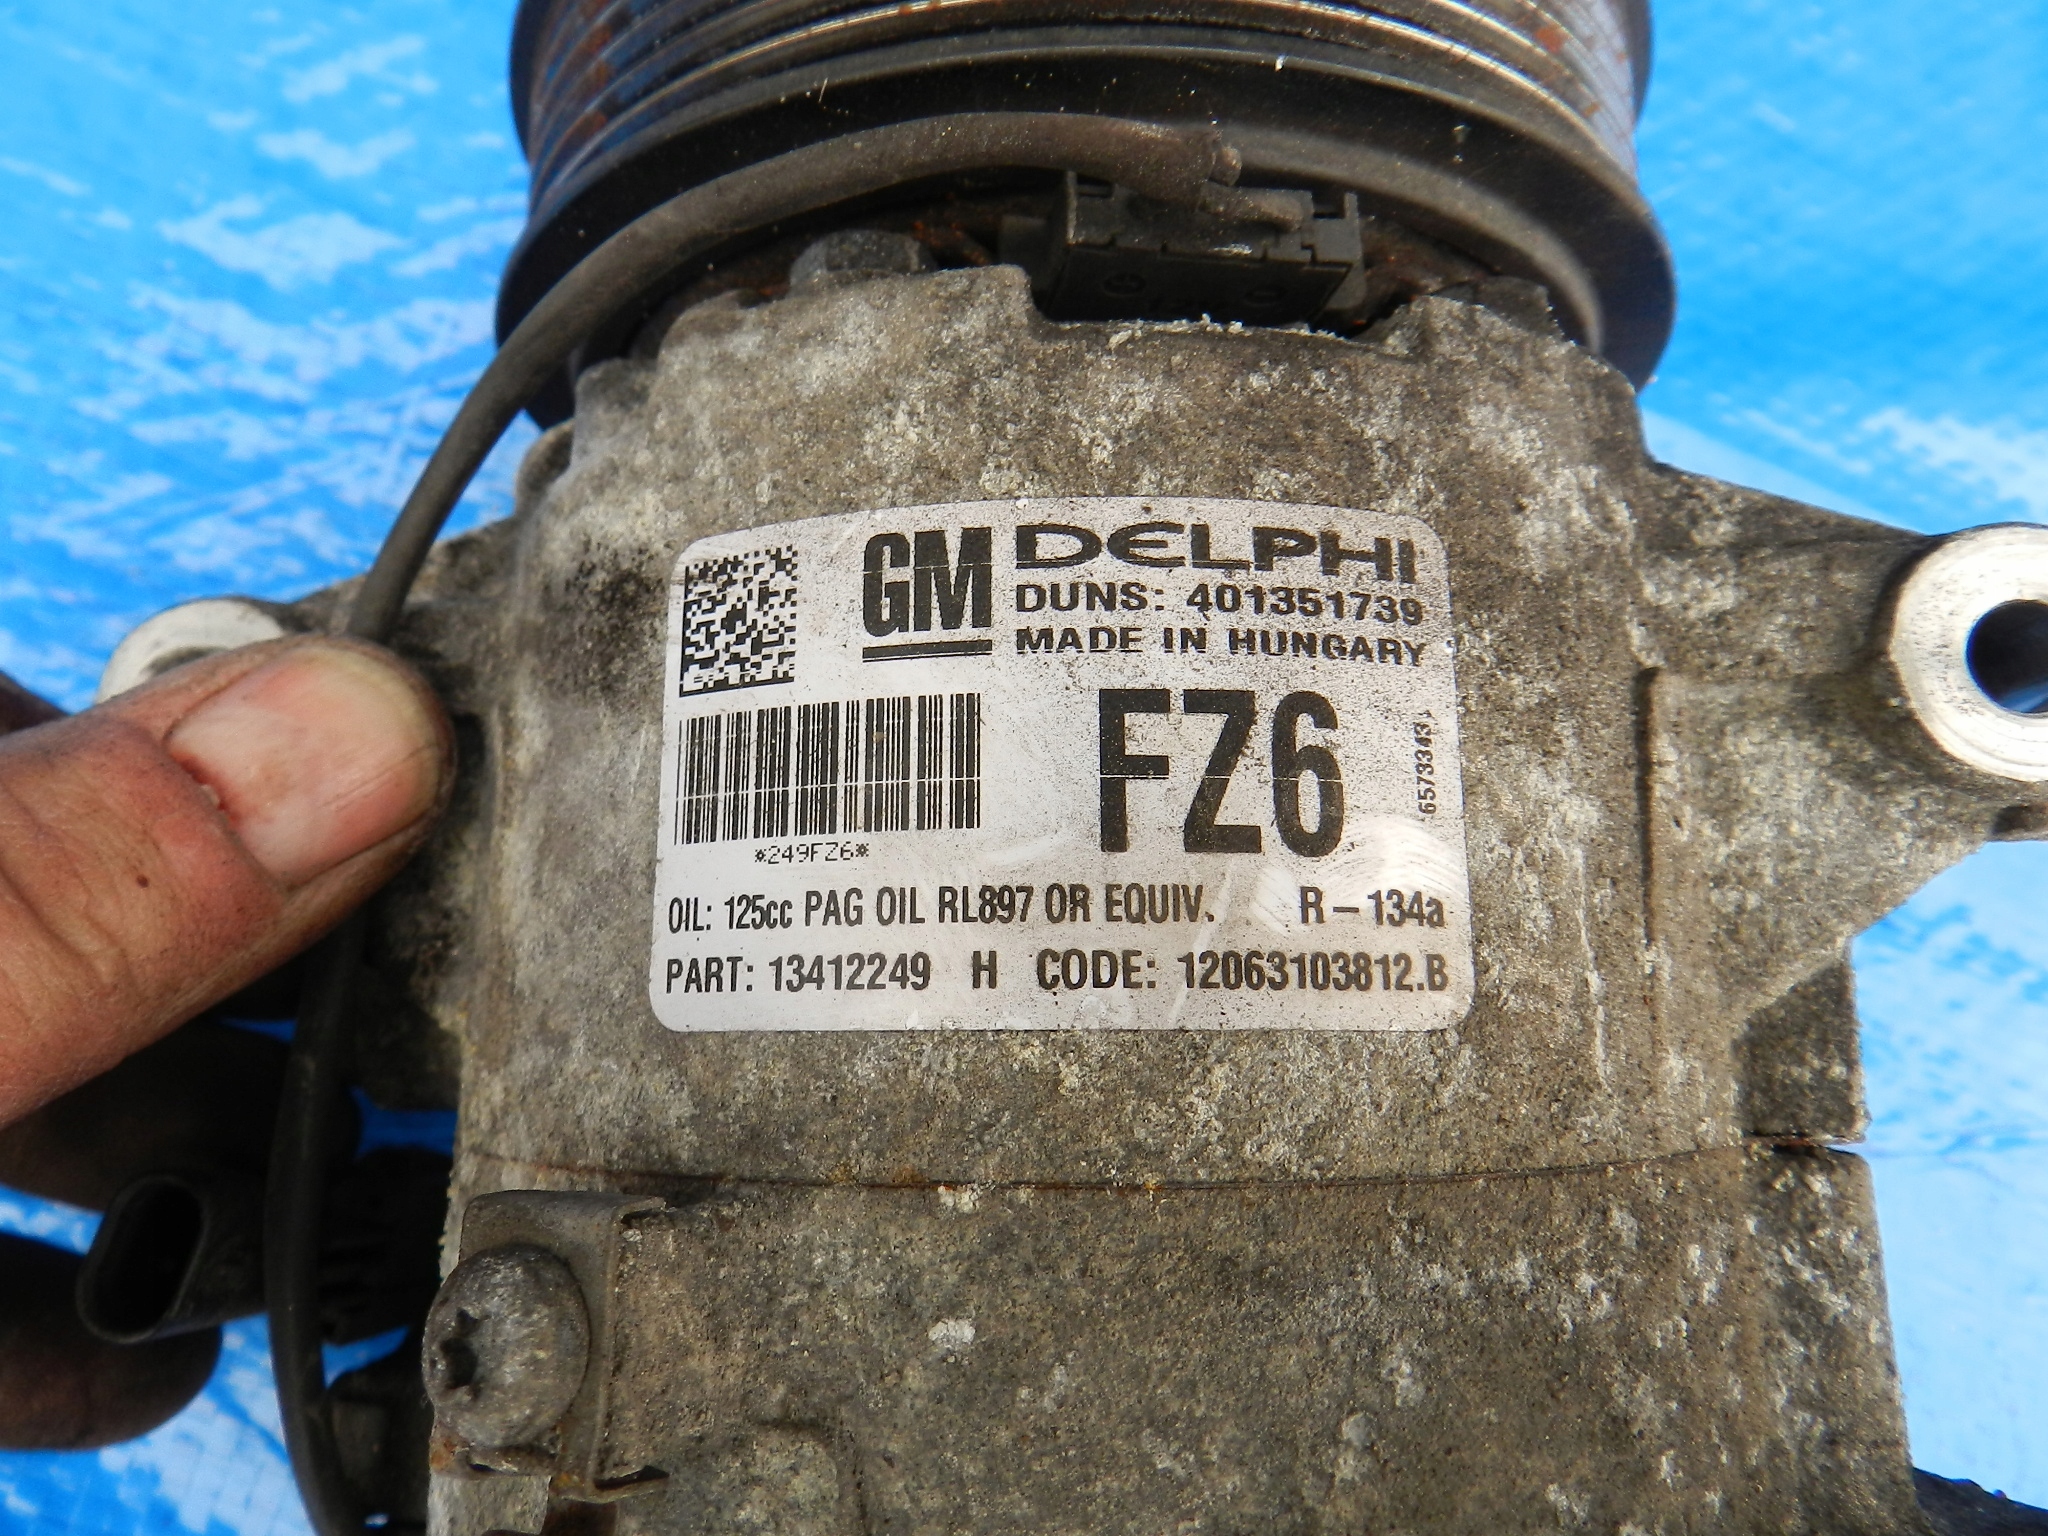 GM DELPHI
DUNS: 401351739
MADE IN HUNGARY
FZ6
65733431
*249FZ6*
OIL: 125cc PAG OIL RL897 OR EQUIV. R-134a
PART: 13412249 H CODE: 12063103812.B